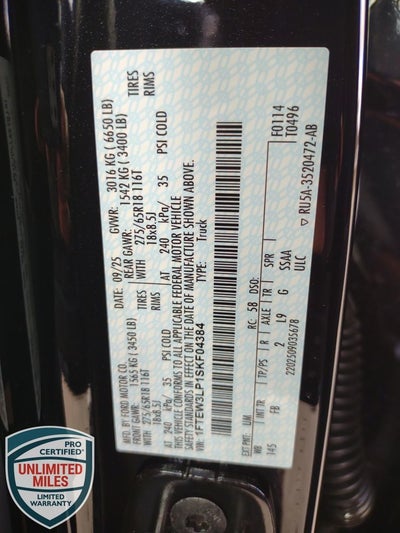 MFD. BY FORD MOTOR CO.
DATE: 09/25 GVWR: 3016 KG ( 6650 LB)
FRONT GAWR: 1565 KG ( 3450 LB) REAR GAWR: 1542 KG ( 3400 LB)
275/65R18 116T TIRES WITH 275/65R18 116T TIRES
18x8.5J RIMS 18x8.5J RIMS
AT 240 kPa/ 35 PSI COLD AT 240 kPa/ 35 PSI COLD
THIS VEHICLE CONFORMS TO ALL APPLICABLE FEDERAL MOTOR VEHICLE
SAFETY STANDARDS IN EFFECT ON THE DATE OF MANUFACTURE SHOWN ABOVE.
VIN: 1FTEW3LP1SKF04384 TYPE: Truck
F0114
T0496
EXT PNT: UM RC: 58 DSO:
WB TP/PS R AXLE TR SPR
145 FB 2 L9 G SSAA
ULC
2202509035678
▽ RU5A-3520472-AB
PRO
CERTIFIED
UNLIMITED
MILES
LIMITED
WARRANTY